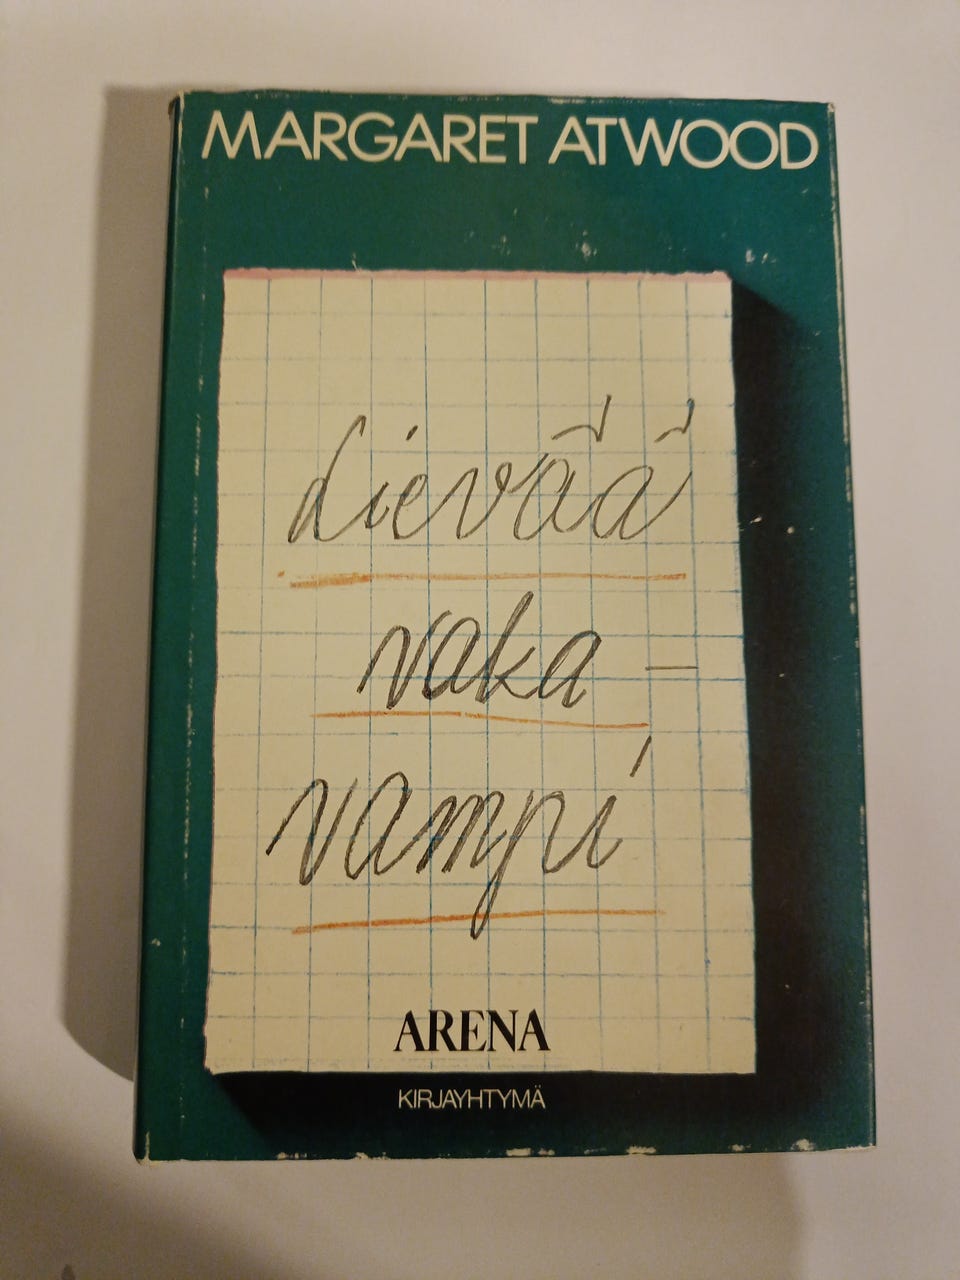 MARGARET ATWOOD
Lievää
vaka-
vampi
ARENA
KIRJAYHTYMÄ